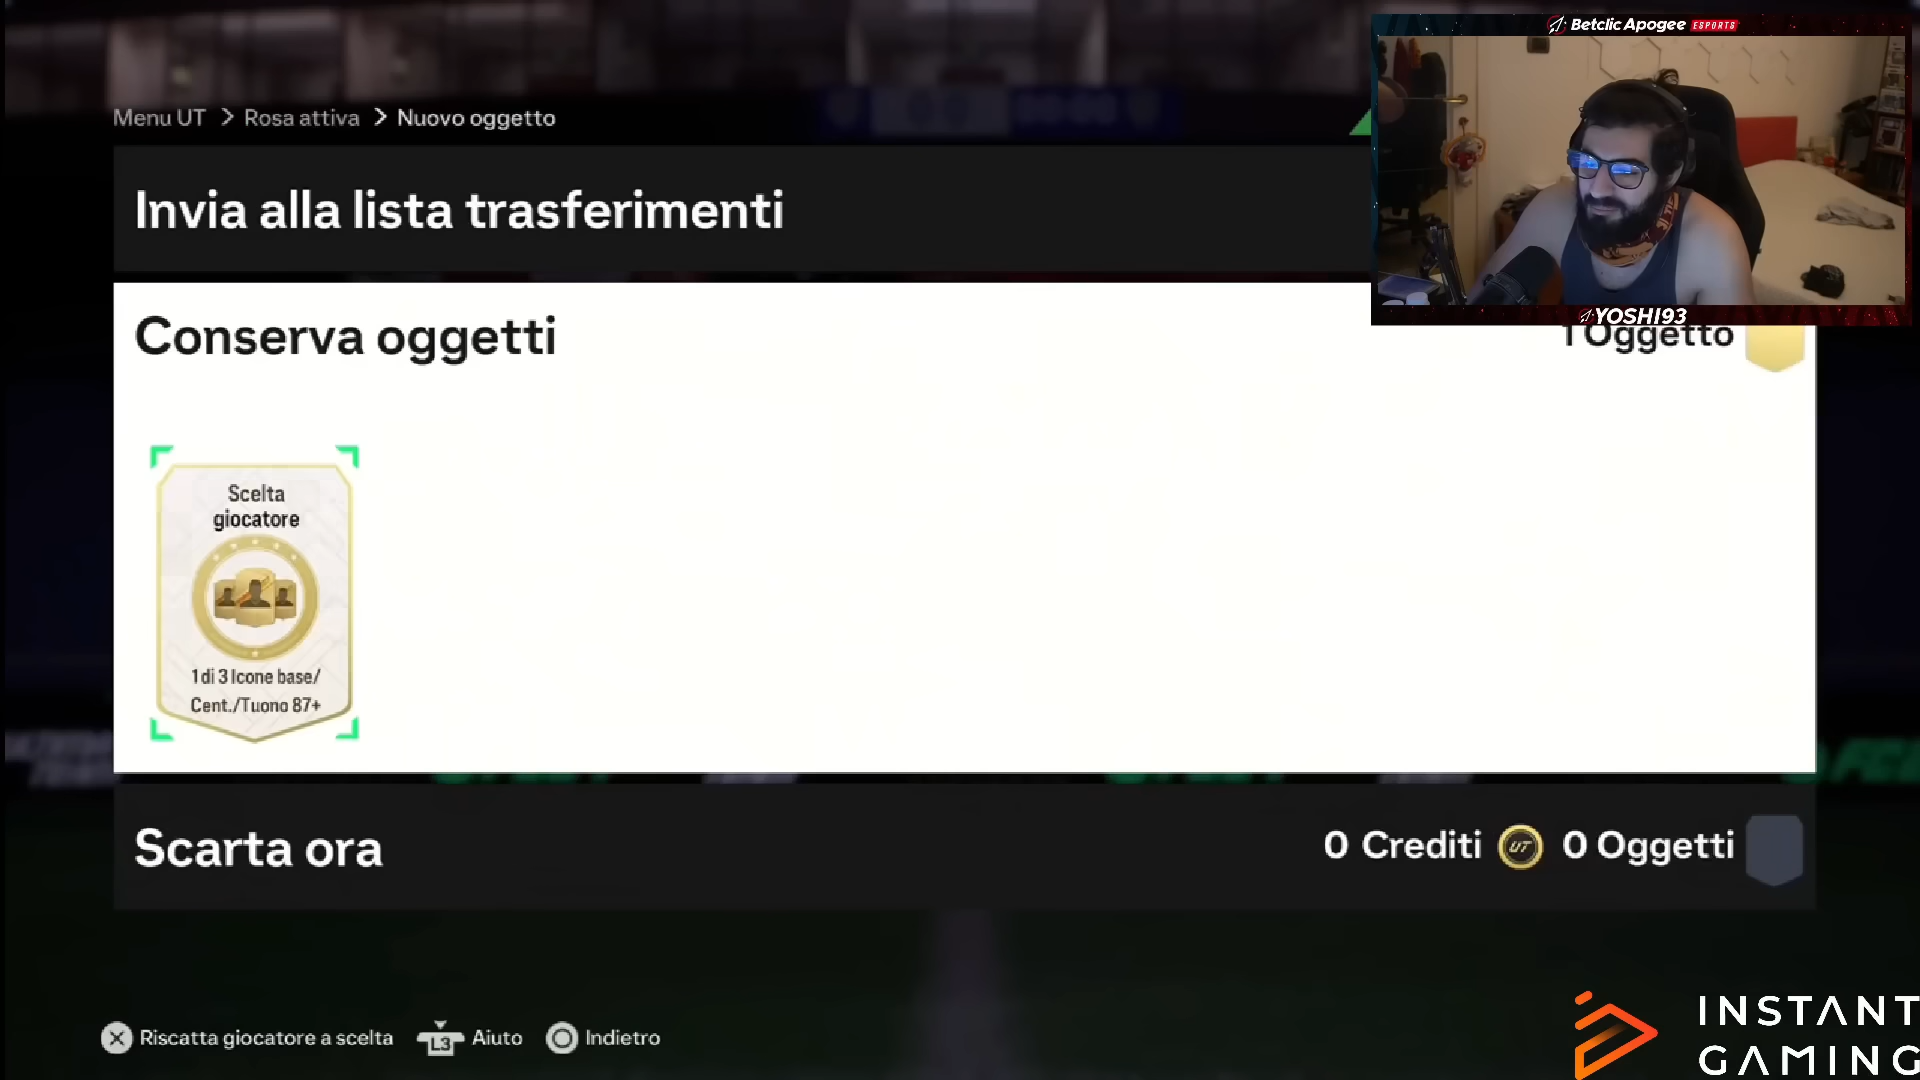 Betclic Apogee ESPORTS
Menu UT > Rosa attiva > Nuovo oggetto
Invia alla lista trasferimenti
YOSHI93
Conserva oggetti
1 Oggetto
Scelta
giocatore
1 di 3 Icone base/
Cent./Tuono 87+
Scarta ora
0 Crediti UT 0 Oggetti
Riscatta giocatore a scelta L3 Aiuto Indietro
INSTANT
GAMING